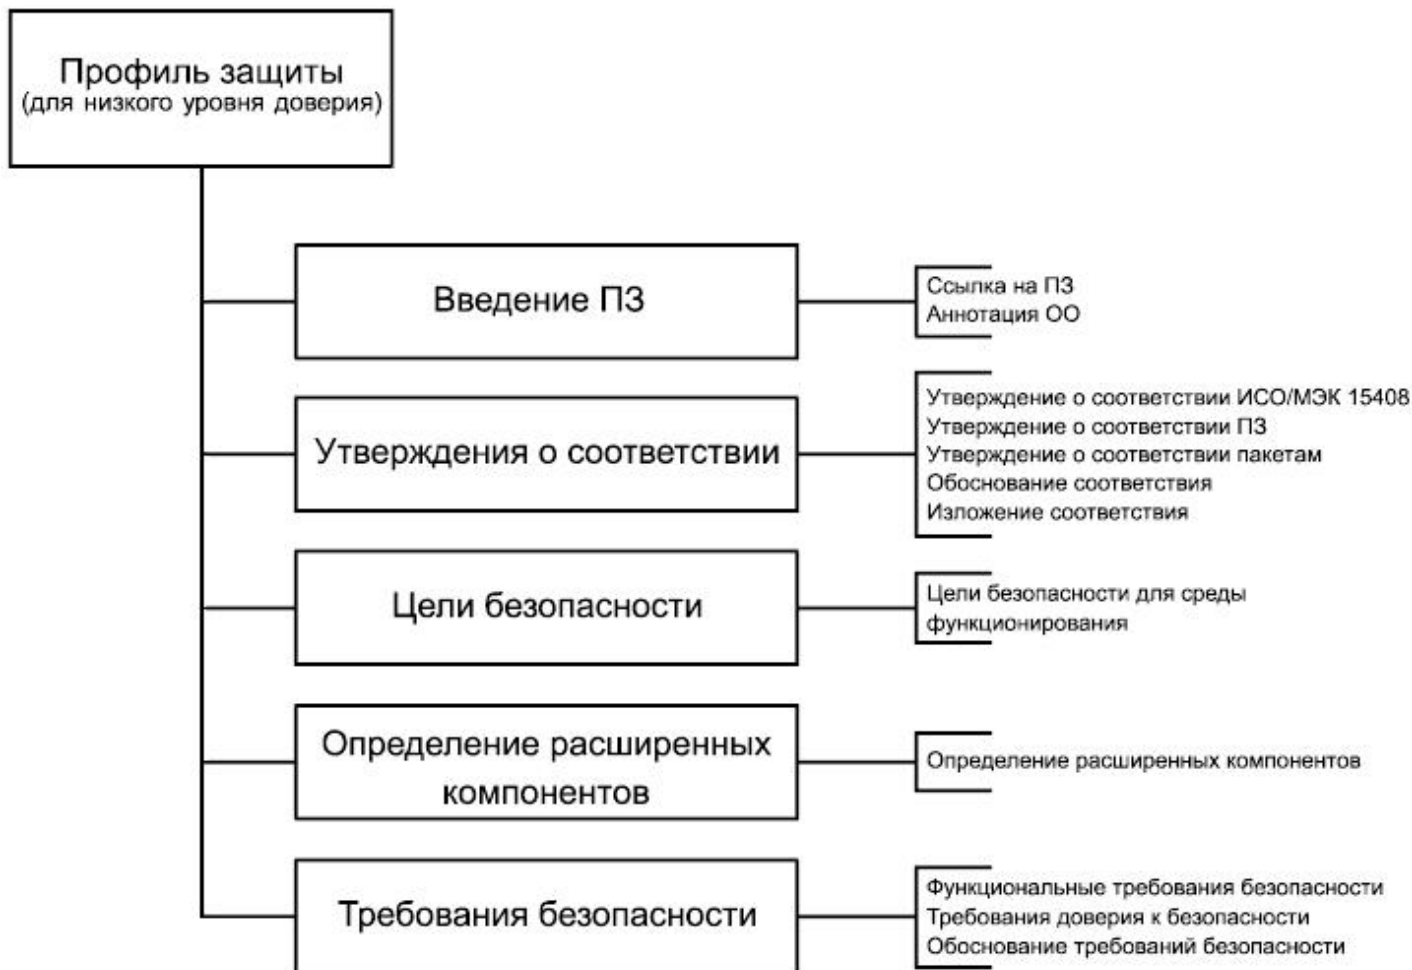 Профиль защиты
(для низкого уровня доверия)
Введение ПЗ
Ссылка на ПЗ
Аннотация ОО
Утверждения о соответствии
Утверждение о соответствии ИСО/МЭК 15408
Утверждение о соответствии ПЗ
Утверждение о соответствии пакетам
Обоснование соответствия
Изложение соответствия
Цели безопасности
Цели безопасности для среды
функционирования
Определение расширенных
компонентов
Определение расширенных компонентов
Требования безопасности
Функциональные требования безопасности
Требования доверия к безопасности
Обоснование требований безопасности